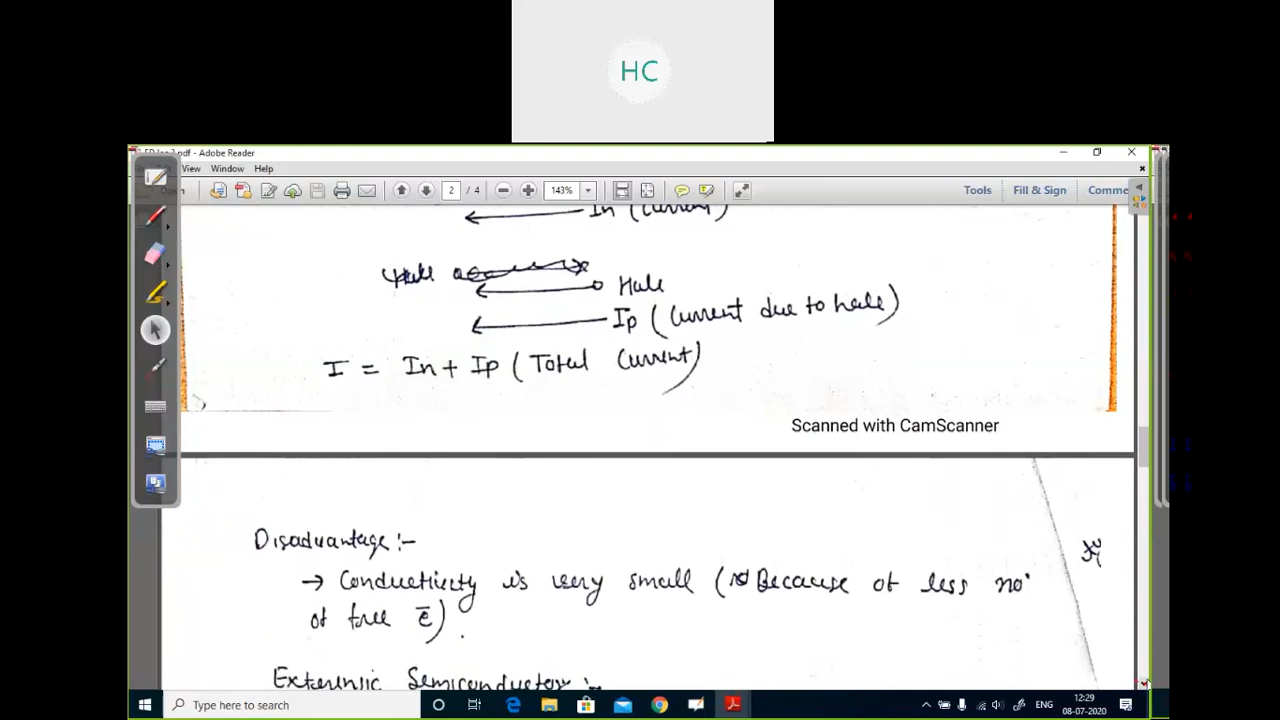 HC
- Adobe Reader
View Window Help
2 / 4 143% Tools Fill & Sign Comme
In (Current)
Hole
Ip (Current due to hole)
I = In + Ip (Total Current)
Scanned with CamScanner
Disadvantage :-
→ Conductivity is very small ( Because of less no.
of free e̅ ) .
Extrinsic Semiconductor :-
Type here to search
ENG
12:29
08-07-2020